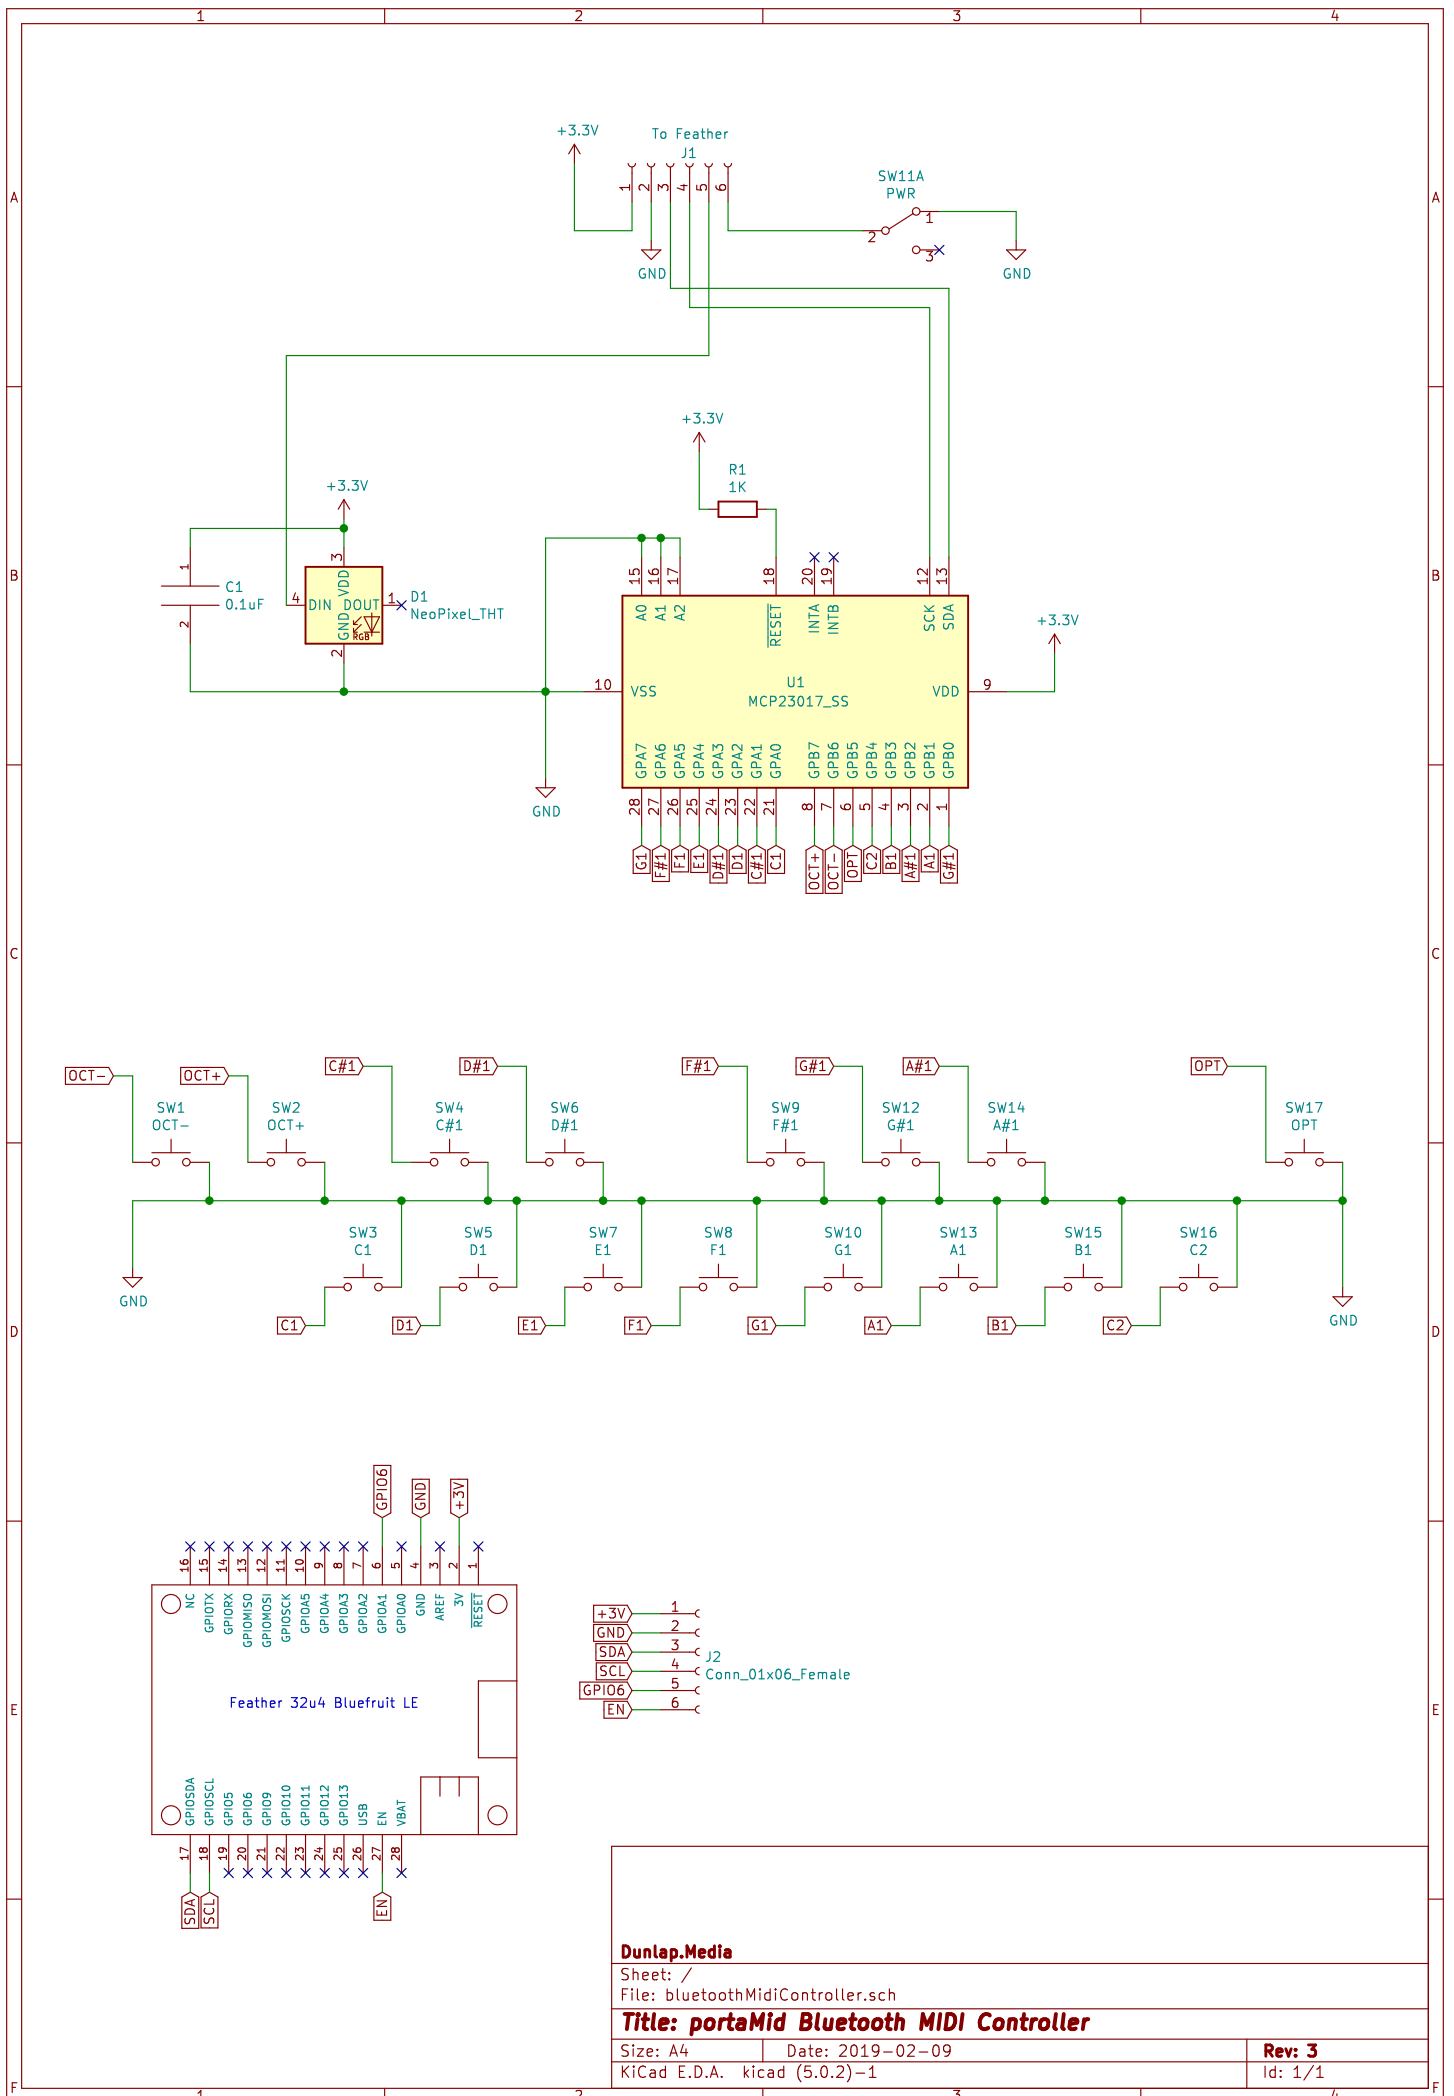 1 2 3 4
A A
B B
C C
D D
E E
F F
1 2 3 4
+3.3V
To Feather
J1
1 2 3 4 5 6
SW11A
PWR
1
2
3
GND
GND
+3.3V
R1
1K
+3.3V
1
C1
0.1uF
2
3
VDD
4 DIN DOUT 1
GND
RGB
2
D1
NeoPixel_THT
15 16 17 18 20 19 12 13
A0 A1 A2 RESET INTA INTB SCK SDA
+3.3V
10 VSS
U1
MCP23017_SS
VDD 9
GPA7 GPA6 GPA5 GPA4 GPA3 GPA2 GPA1 GPA0 GPB7 GPB6 GPB5 GPB4 GPB3 GPB2 GPB1 GPB0
28 27 26 25 24 23 22 21 8 7 6 5 4 3 2 1
GND
G1 F#1 F1 E1 D#1 D1 C#1 C1 OCT+ OCT- OPT C2 B1 A#1 A1 G#1
OCT- OCT+ C#1 D#1 F#1 G#1 A#1 OPT
SW1 SW2 SW4 SW6 SW9 SW12 SW14 SW17
OCT- OCT+ C#1 D#1 F#1 G#1 A#1 OPT
SW3 SW5 SW7 SW8 SW10 SW13 SW15 SW16
C1 D1 E1 F1 G1 A1 B1 C2
GND
C1 D1 E1 F1 G1 A1 B1 C2
GND
GPIO6 GND +3V
16 15 14 13 12 11 10 9 8 7 6 5 4 3 2 1
NC GPIOTX GPIORX GPIOMISO GPIOMOSI GPIOSCK GPIOA5 GPIOA4 GPIOA3 GPIOA2 GPIOA1 GPIOA0 GND AREF 3V RESET
Feather 32u4 Bluefruit LE
GPIOSDA GPIOSCL GPIO5 GPIO6 GPIO9 GPIO10 GPIO11 GPIO12 GPIO13 USB EN VBAT
17 18 19 20 21 22 23 24 25 26 27 28
SDA SCL EN
+3V 1
GND 2
SDA 3
SCL 4
GPIO6 5
EN 6
J2
Conn_01x06_Female
Dunlap.Media
Sheet: /
File: bluetoothMidiController.sch
Title: portaMid Bluetooth MIDI Controller
Size: A4 Date: 2019-02-09 Rev: 3
KiCad E.D.A. kicad (5.0.2)-1 Id: 1/1